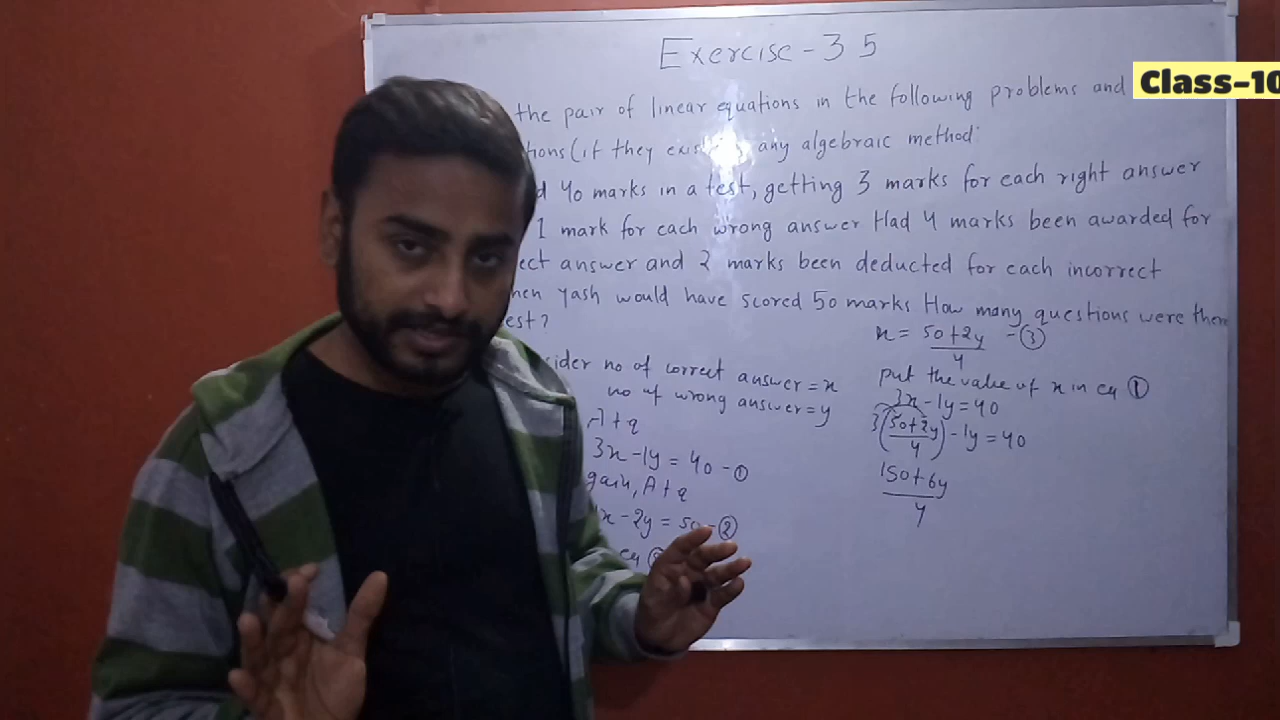 Exercise-3 5
Class-10
the pair of linear equations in the following problems and
tions (if they exist) any algebraic method:
d 40 marks in a test, getting 3 marks for each right answer
1 mark for each wrong answer Had 4 marks been awarded for
ect answer and 2 marks been deducted for each incorrect
hen Yash would have scored 50 marks How many questions were them
est?
sider no of correct answer = x
no of wrong answer = y
A+q
3x - 1y = 40 - ①
gain, A+q
4x - 2y = 50 - ②
eq
x = 50+2y/4 - ③
put the value of x in eq ①
3x - 1y = 40
3(50+2y/4) - 1y = 40
150+6y/4